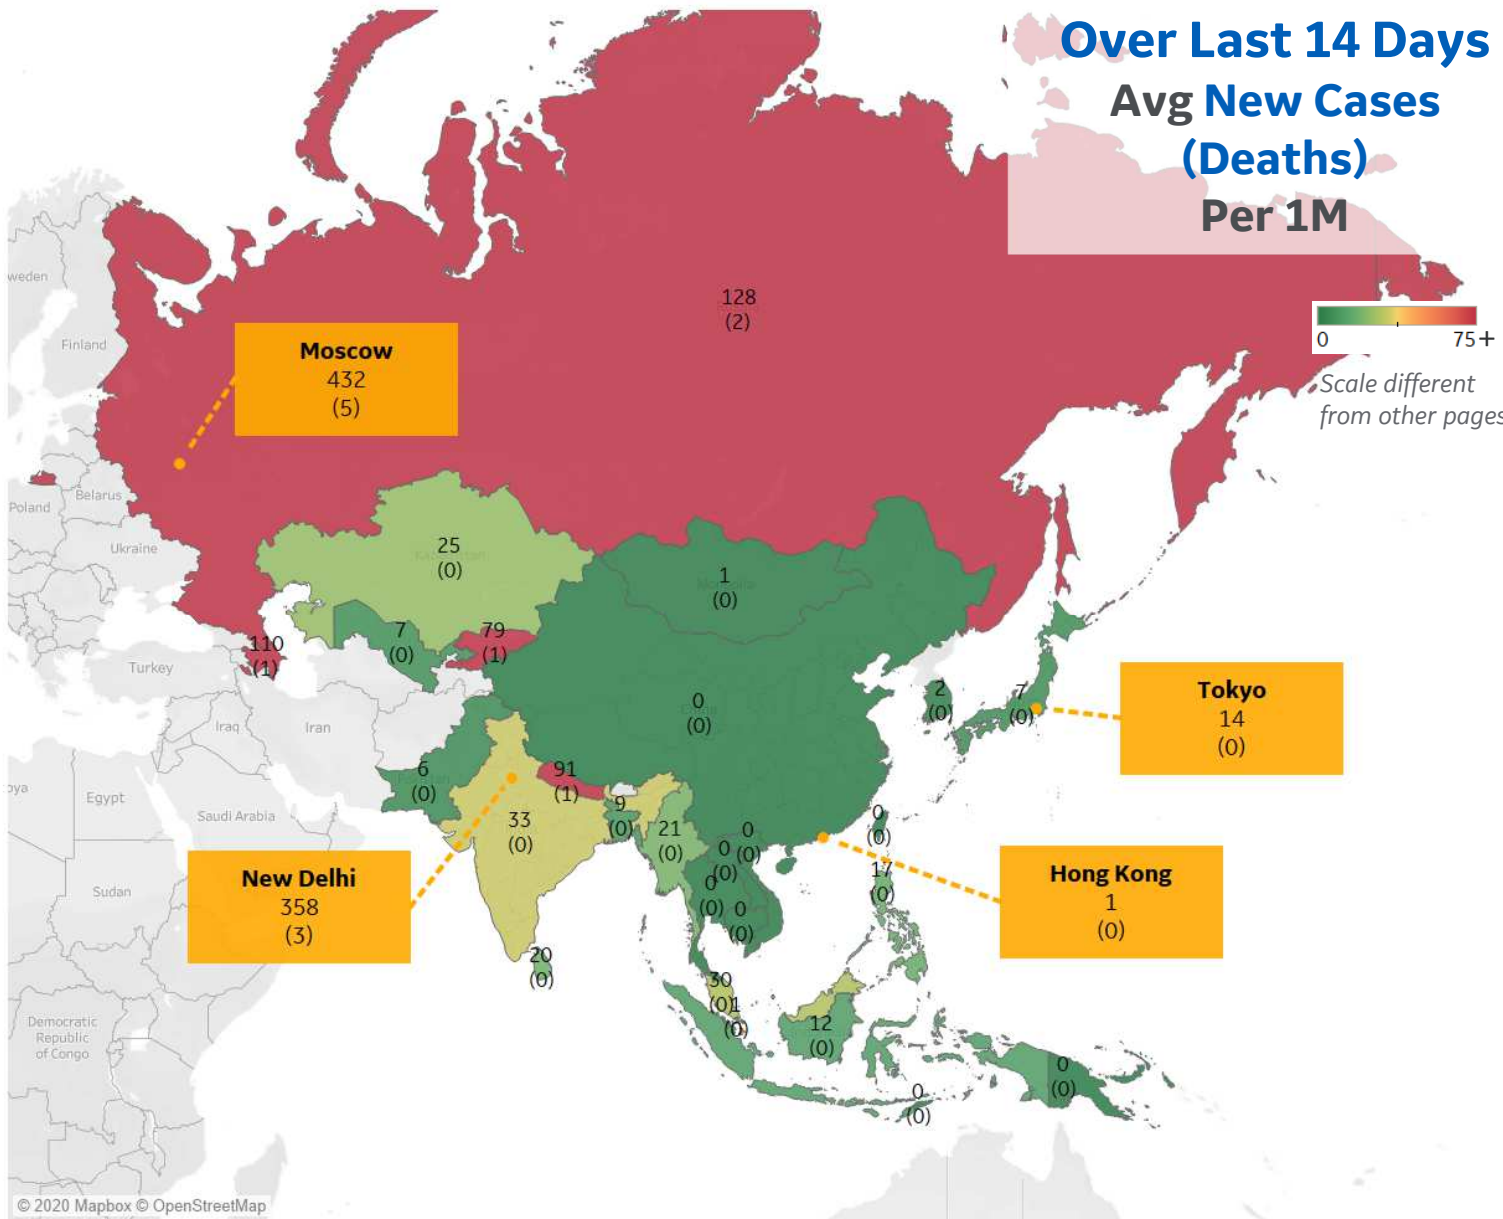 Over Last 14 Days
Avg New Cases
(Deaths)
Per 1M
0
75+
Scale different
from other pages
128
(2)
Moscow
432
(5)
weden
Finland
Belarus
Poland
Ukraine
Turkey
Iraq
Iran
oya
Egypt
Saudi Arabia
Sudan
Democratic
Republic
of Congo
25
(0)
1
(0)
7
(0)
79
(1)
110
(1)
0
(0)
2
(0)
7
(0)
Tokyo
14
(0)
6
(0)
91
(1)
33
(0)
9
(0)
21
(0)
0
(0)
0
(0)
0
(0)
0
(0)
0
(0)
17
(0)
New Delhi
358
(3)
Hong Kong
1
(0)
20
(0)
30
(0)
1
(0)
12
(0)
0
(0)
0
(0)
© 2020 Mapbox © OpenStreetMap